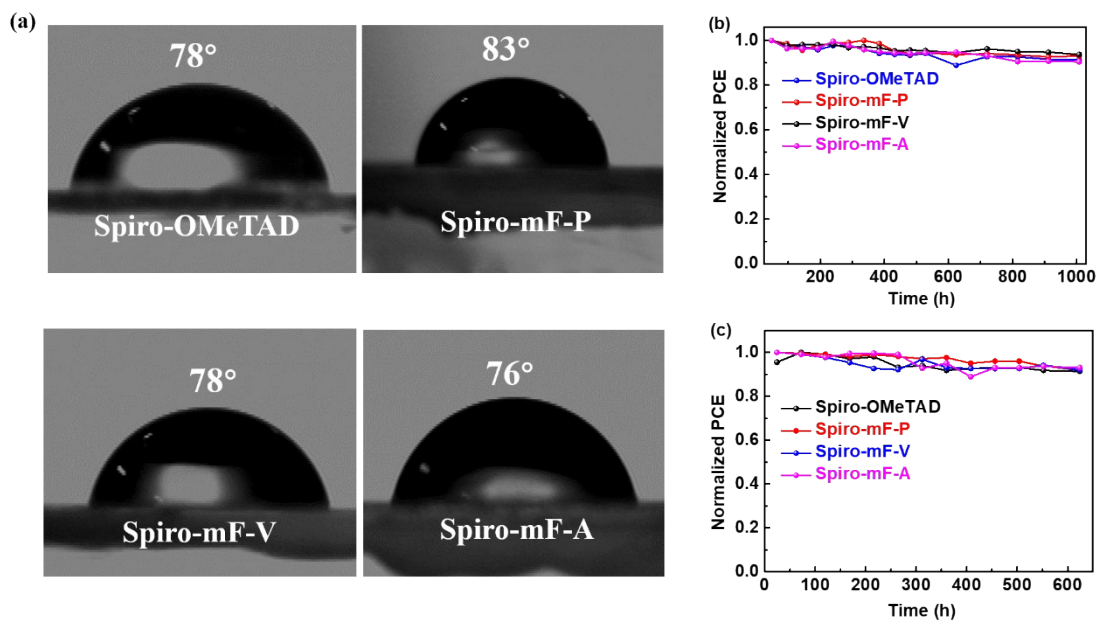 (a)
78°
Spiro-OMeTAD
83°
Spiro-mF-P
78°
Spiro-mF-V
76°
Spiro-mF-A
(b)
Normalized PCE
1.0
0.8
0.6
0.4
0.2
0.0
Spiro-OMeTAD
Spiro-mF-P
Spiro-mF-V
Spiro-mF-A
200 400 600 800 1000
Time (h)
(c)
Normalized PCE
1.0
0.8
0.6
0.4
0.2
0.0
Spiro-OMeTAD
Spiro-mF-P
Spiro-mF-V
Spiro-mF-A
0 100 200 300 400 500 600
Time (h)